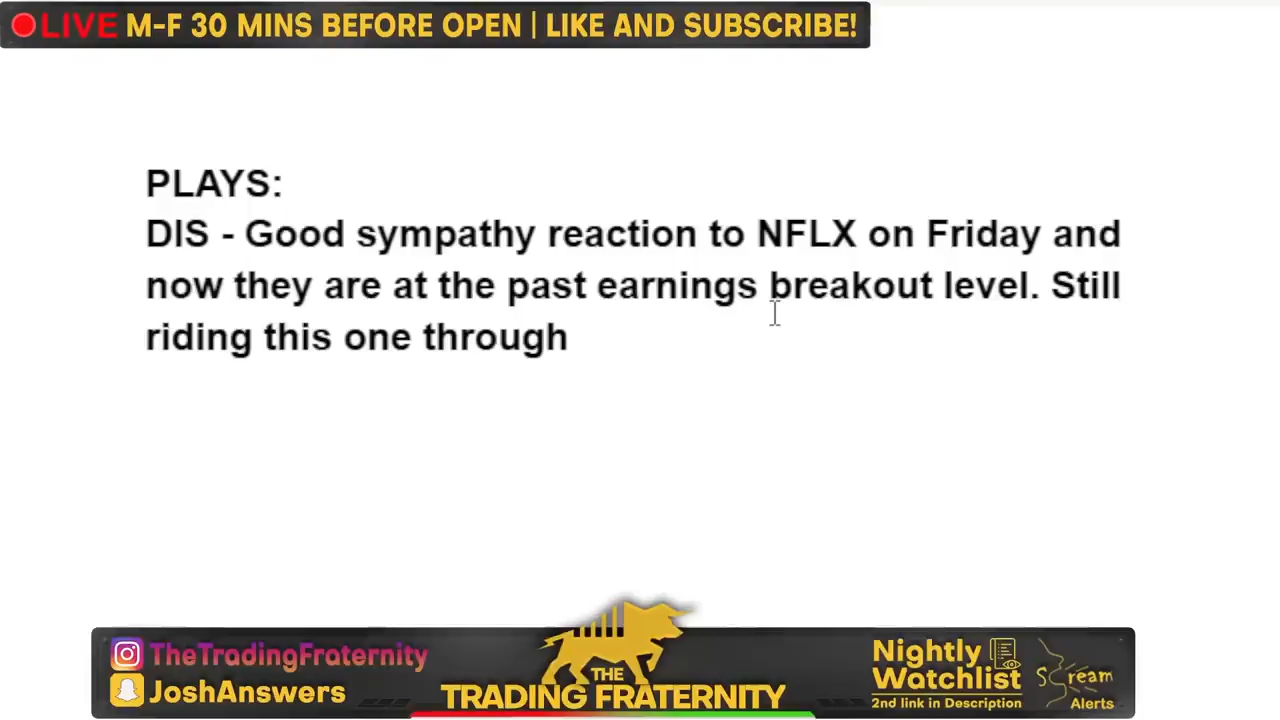 LIVE M-F 30 MINS BEFORE OPEN | LIKE AND SUBSCRIBE!
PLAYS:
DIS - Good sympathy reaction to NFLX on Friday and
now they are at the past earnings breakout level. Still
riding this one through
TheTradingFraternity
JoshAnswers
THE
TRADING FRATERNITY
Nightly
Watchlist
2nd link in Description
Scream
Alerts